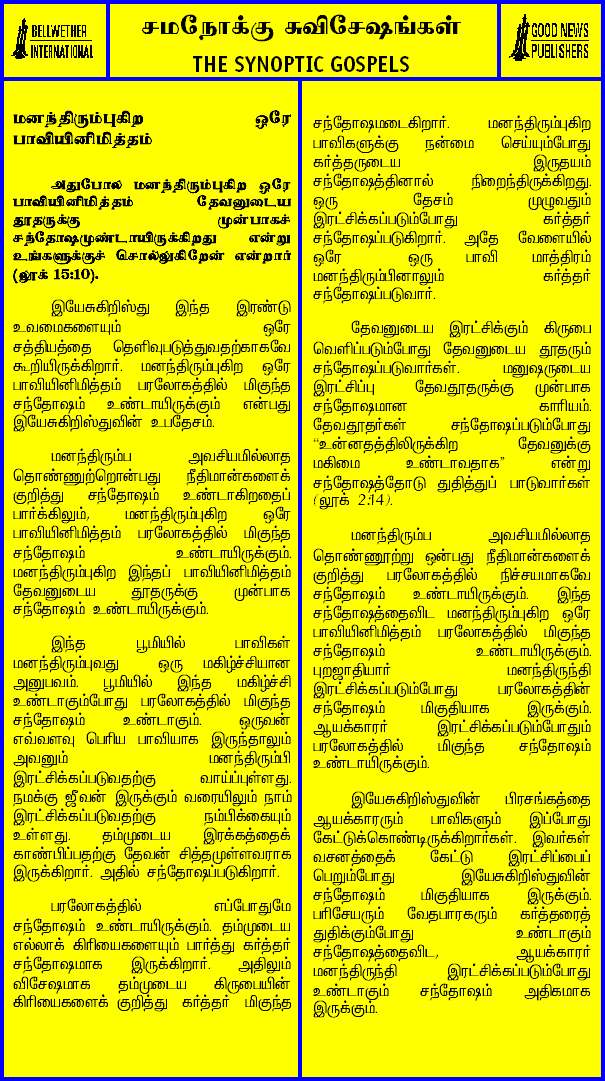 BELLWETHER
INTERNATIONAL
சமநோக்கு சுவிசேஷங்கள்
THE SYNOPTIC GOSPELS
GOOD NEWS
PUBLISHERS
மனந்திரும்புகிற ஒரே
பாவியினிமித்தம்
அதுபோல மனந்திரும்புகிற ஒரே
பாவியினிமித்தம் தேவனுடைய
தூதருக்கு முன்பாகச்
சந்தோஷமுண்டாயிருக்கிறது என்று
உங்களுக்குச் சொல்லுகிறேன் என்றார்
(லூக் 15:10).
இயேசுகிறிஸ்து இந்த இரண்டு
உவமைகளையும் ஒரே
சத்தியத்தை தெளிவுபடுத்துவதற்காகவே
கூறியிருக்கிறார். மனந்திரும்புகிற ஒரே
பாவியினிமித்தம் பரலோகத்தில் மிகுந்த
சந்தோஷம் உண்டாயிருக்கும் என்பது
இயேசுகிறிஸ்துவின் உபதேசம்.
மனந்திரும்ப அவசியமில்லாத
தொண்ணுற்றொன்பது நீதிமான்களைக்
குறித்து சந்தோஷம் உண்டாகிறதைப்
பார்க்கிலும், மனந்திரும்புகிற ஒரே
பாவியினிமித்தம் பரலோகத்தில் மிகுந்த
சந்தோஷம் உண்டாயிருக்கும்.
மனந்திரும்புகிற இந்தப் பாவியினிமித்தம்
தேவனுடைய தூதருக்கு முன்பாக
சந்தோஷம் உண்டாயிருக்கும்.
இந்த பூமியில் பாவிகள்
மனந்திரும்புவது ஒரு மகிழ்ச்சியான
அனுபவம். பூமியில் இந்த மகிழ்ச்சி
உண்டாகும்போது பரலோகத்தில் மிகுந்த
சந்தோஷம் உண்டாகும். ஒருவன்
எவ்வளவு பெரிய பாவியாக இருந்தாலும்
அவனும் மனந்திரும்பி
இரட்சிக்கப்படுவதற்கு வாய்ப்புள்ளது.
நமக்கு ஜீவன் இருக்கும் வரையிலும் நாம்
இரட்சிக்கப்படுவதற்கு நம்பிக்கையும்
உள்ளது. தம்முடைய இரக்கத்தைக்
காண்பிப்பதற்கு தேவன் சித்தமுள்ளவராக
இருக்கிறார். அதில் சந்தோஷப்படுகிறார்.
பரலோகத்தில் எப்போதுமே
சந்தோஷம் உண்டாயிருக்கும். தம்முடைய
எல்லாக் கிரியைகளையும் பார்த்து கர்த்தர்
சந்தோஷமாக இருக்கிறார். அதிலும்
விசேஷமாக தம்முடைய கிருபையின்
கிரியைகளைக் குறித்து கர்த்தர் மிகுந்த
சந்தோஷமடைகிறார். மனந்திரும்புகிற
பாவிகளுக்கு நன்மை செய்யும்போது
கர்த்தருடைய இருதயம்
சந்தோஷத்தினால் நிறைந்திருக்கிறது.
ஒரு தேசம் முழுவதும்
இரட்சிக்கப்படும்போது கர்த்தர்
சந்தோஷப்படுகிறார். அதே வேளையில்
ஒரே ஒரு பாவி மாத்திரம்
மனந்திரும்பினாலும் கர்த்தர்
சந்தோஷப்படுவார்.
தேவனுடைய இரட்சிக்கும் கிருபை
வெளிப்படும்போது தேவனுடைய தூதரும்
சந்தோஷப்படுவார்கள். மனுஷருடைய
இரட்சிப்பு தேவதூதருக்கு முன்பாக
சந்தோஷமான காரியம்.
தேவதூதர்கள் சந்தோஷப்படும்போது
"உன்னதத்திலிருக்கிற தேவனுக்கு
மகிமை உண்டாவதாக" என்று
சந்தோஷத்தோடு துதித்துப் பாடுவார்கள்
(லூக் 2:14).
மனந்திரும்ப அவசியமில்லாத
தொண்ணூற்று ஒன்பது நீதிமான்களைக்
குறித்து பரலோகத்தில் நிச்சயமாகவே
சந்தோஷம் உண்டாயிருக்கும். இந்த
சந்தோஷத்தைவிட மனந்திரும்புகிற ஒரே
பாவியினிமித்தம் பரலோகத்தில் மிகுந்த
சந்தோஷம் உண்டாயிருக்கும்.
புறஜாதியார் மனந்திருந்தி
இரட்சிக்கப்படும்போது பரலோகத்தின்
சந்தோஷம் மிகுதியாக இருக்கும்.
ஆயக்காரர் இரட்சிக்கப்படும்போதும்
பரலோகத்தில் மிகுந்த சந்தோஷம்
உண்டாயிருக்கும்.
இயேசுகிறிஸ்துவின் பிரசங்கத்தை
ஆயக்காரரும் பாவிகளும் இப்போது
கேட்டுக்கொண்டிருக்கிறார்கள். இவர்கள்
வசனத்தைக் கேட்டு இரட்சிப்பைப்
பெறும்போது இயேசுகிறிஸ்துவின்
சந்தோஷம் மிகுதியாக இருக்கும்.
பரிசேயரும் வேதபாரகரும் கர்த்தரைத்
துதிக்கும்போது உண்டாகும்
சந்தோஷத்தைவிட, ஆயக்காரர்
மனந்திருந்தி இரட்சிக்கப்படும்போது
உண்டாகும் சந்தோஷம் அதிகமாக
இருக்கும்.